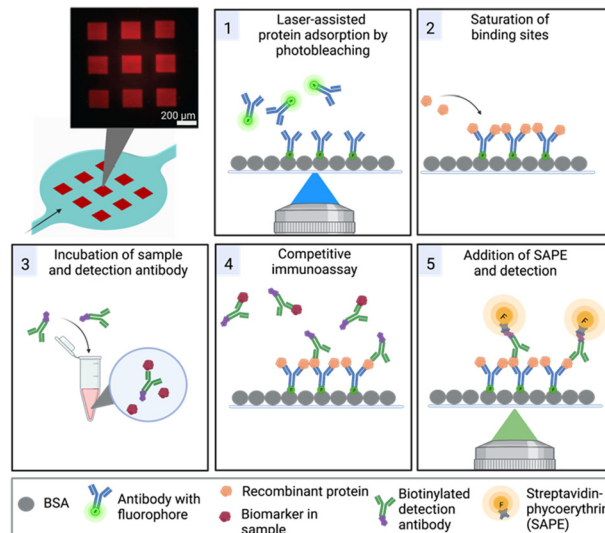 200 µm
1
Laser-assisted
protein adsorption by
photobleaching
2
Saturation of
binding sites
3
Incubation of sample
and detection antibody
4
Competitive
immunoassay
5
Addition of SAPE
and detection
F
F
BSA
Antibody with
fluorophore
Recombinant protein
Biomarker in
sample
Biotinylated
detection
antibody
F
Streptavidin-
phycoerythrin
(SAPE)